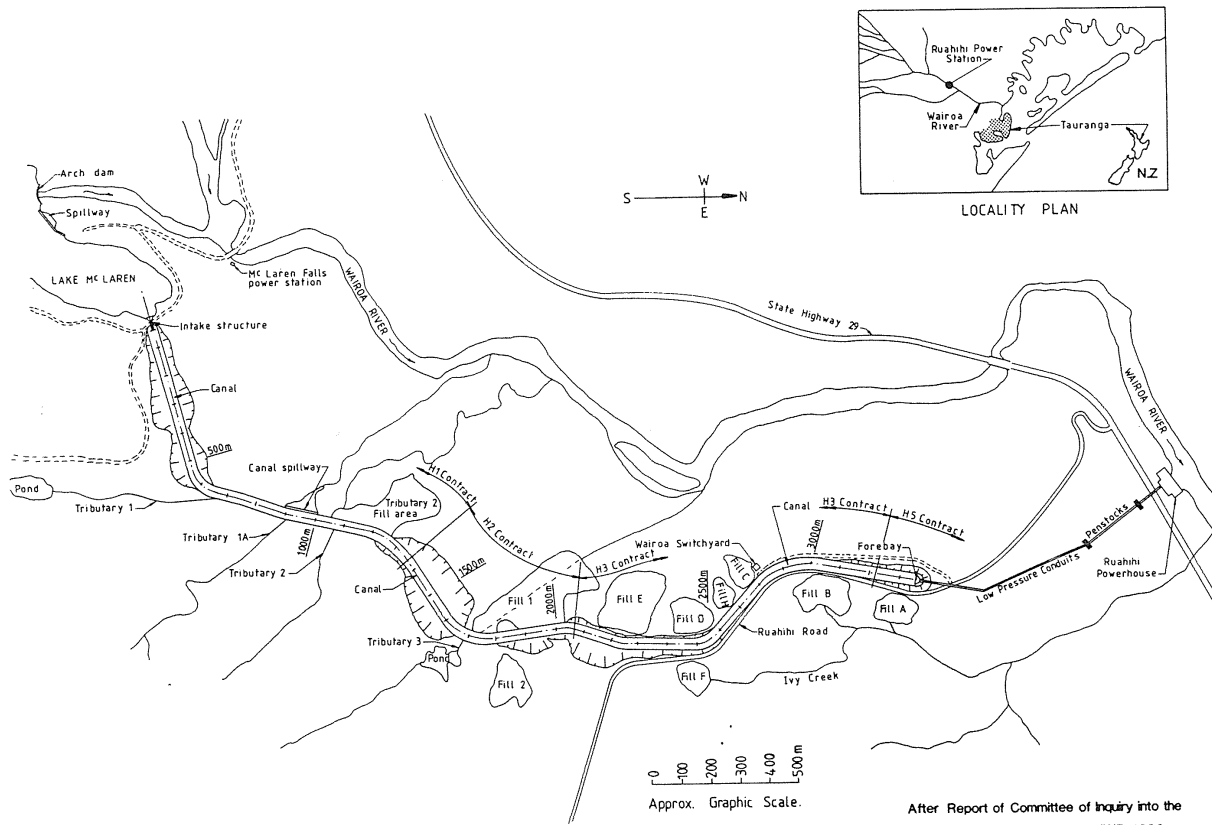 Ruahihi Power
Station
Wairoa
River
Tauranga
N.Z
LOCALITY PLAN
W
S
N
E
Arch dam
Spillway
LAKE Mc LAREN
Mc Laren Falls
power station
Intake structure
Canal
500m
WAIROA RIVER
State Highway 29
WAIROA RIVER
Pond
Tributary 1
Canal spillway
Tributary 1A
1000m
Tributary 2
Tributary 2
Fill area
H1 Contract
H2 Contract
H3 Contract
1500m
Canal
Tributary 3
Pond
Fill 1
Fill 2
2000m
Fill E
Fill D
Fill F
2500m
Fill H
Fill C
Wairoa Switchyard
Canal
H3 Contract
H5 Contract
3000m
Forebay
Fill B
Fill A
Ruahihi Road
Ivy Creek
Low Pressure Conduits
Penstocks
Ruahihi
Powerhouse
0
100
200
300
400
500 m
Approx. Graphic Scale.
After Report of Committee of Inquiry into the